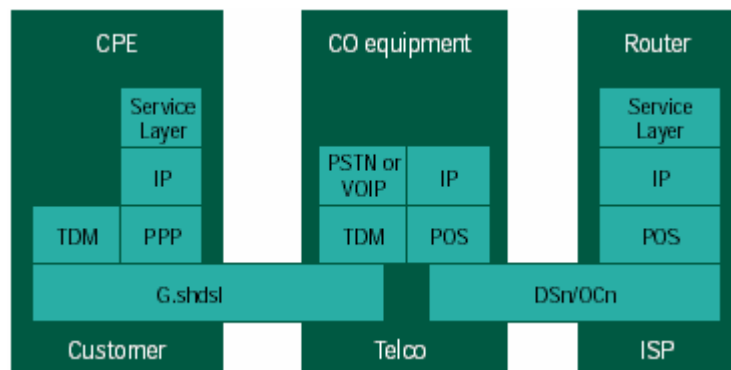 CPE
CO equipment
Router
Service
Layer
Service
Layer
IP
PSTN or
VOIP
IP
IP
TDM
PPP
TDM
POS
POS
G.shdsl
DSn/OCn
Customer
Telco
ISP